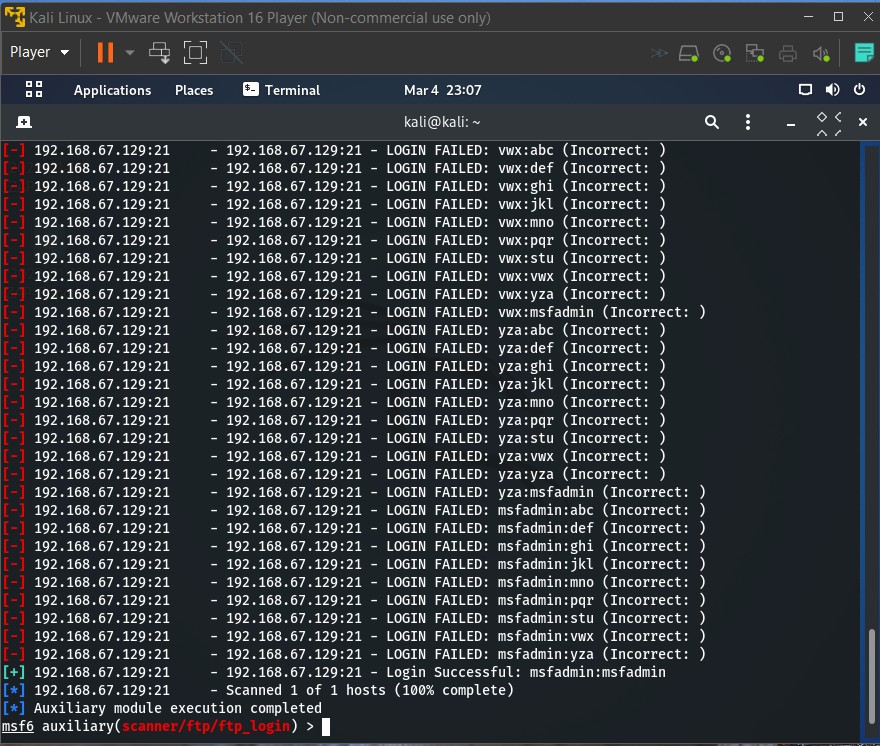 Kali Linux - VMware Workstation 16 Player (Non-commercial use only)
Player
Applications Places Terminal Mar 4 23:07
kali@kali: ~
[-] 192.168.67.129:21 - 192.168.67.129:21 - LOGIN FAILED: vwx:abc (Incorrect: )
[-] 192.168.67.129:21 - 192.168.67.129:21 - LOGIN FAILED: vwx:def (Incorrect: )
[-] 192.168.67.129:21 - 192.168.67.129:21 - LOGIN FAILED: vwx:ghi (Incorrect: )
[-] 192.168.67.129:21 - 192.168.67.129:21 - LOGIN FAILED: vwx:jkl (Incorrect: )
[-] 192.168.67.129:21 - 192.168.67.129:21 - LOGIN FAILED: vwx:mno (Incorrect: )
[-] 192.168.67.129:21 - 192.168.67.129:21 - LOGIN FAILED: vwx:pqr (Incorrect: )
[-] 192.168.67.129:21 - 192.168.67.129:21 - LOGIN FAILED: vwx:stu (Incorrect: )
[-] 192.168.67.129:21 - 192.168.67.129:21 - LOGIN FAILED: vwx:vwx (Incorrect: )
[-] 192.168.67.129:21 - 192.168.67.129:21 - LOGIN FAILED: vwx:yza (Incorrect: )
[-] 192.168.67.129:21 - 192.168.67.129:21 - LOGIN FAILED: vwx:msfadmin (Incorrect: )
[-] 192.168.67.129:21 - 192.168.67.129:21 - LOGIN FAILED: yza:abc (Incorrect: )
[-] 192.168.67.129:21 - 192.168.67.129:21 - LOGIN FAILED: yza:def (Incorrect: )
[-] 192.168.67.129:21 - 192.168.67.129:21 - LOGIN FAILED: yza:ghi (Incorrect: )
[-] 192.168.67.129:21 - 192.168.67.129:21 - LOGIN FAILED: yza:jkl (Incorrect: )
[-] 192.168.67.129:21 - 192.168.67.129:21 - LOGIN FAILED: yza:mno (Incorrect: )
[-] 192.168.67.129:21 - 192.168.67.129:21 - LOGIN FAILED: yza:pqr (Incorrect: )
[-] 192.168.67.129:21 - 192.168.67.129:21 - LOGIN FAILED: yza:stu (Incorrect: )
[-] 192.168.67.129:21 - 192.168.67.129:21 - LOGIN FAILED: yza:vwx (Incorrect: )
[-] 192.168.67.129:21 - 192.168.67.129:21 - LOGIN FAILED: yza:yza (Incorrect: )
[-] 192.168.67.129:21 - 192.168.67.129:21 - LOGIN FAILED: yza:msfadmin (Incorrect: )
[-] 192.168.67.129:21 - 192.168.67.129:21 - LOGIN FAILED: msfadmin:abc (Incorrect: )
[-] 192.168.67.129:21 - 192.168.67.129:21 - LOGIN FAILED: msfadmin:def (Incorrect: )
[-] 192.168.67.129:21 - 192.168.67.129:21 - LOGIN FAILED: msfadmin:ghi (Incorrect: )
[-] 192.168.67.129:21 - 192.168.67.129:21 - LOGIN FAILED: msfadmin:jkl (Incorrect: )
[-] 192.168.67.129:21 - 192.168.67.129:21 - LOGIN FAILED: msfadmin:mno (Incorrect: )
[-] 192.168.67.129:21 - 192.168.67.129:21 - LOGIN FAILED: msfadmin:pqr (Incorrect: )
[-] 192.168.67.129:21 - 192.168.67.129:21 - LOGIN FAILED: msfadmin:stu (Incorrect: )
[-] 192.168.67.129:21 - 192.168.67.129:21 - LOGIN FAILED: msfadmin:vwx (Incorrect: )
[-] 192.168.67.129:21 - 192.168.67.129:21 - LOGIN FAILED: msfadmin:yza (Incorrect: )
[+] 192.168.67.129:21 - 192.168.67.129:21 - Login Successful: msfadmin:msfadmin
[*] 192.168.67.129:21 - Scanned 1 of 1 hosts (100% complete)
[*] Auxiliary module execution completed
msf6 auxiliary(scanner/ftp/ftp_login) >